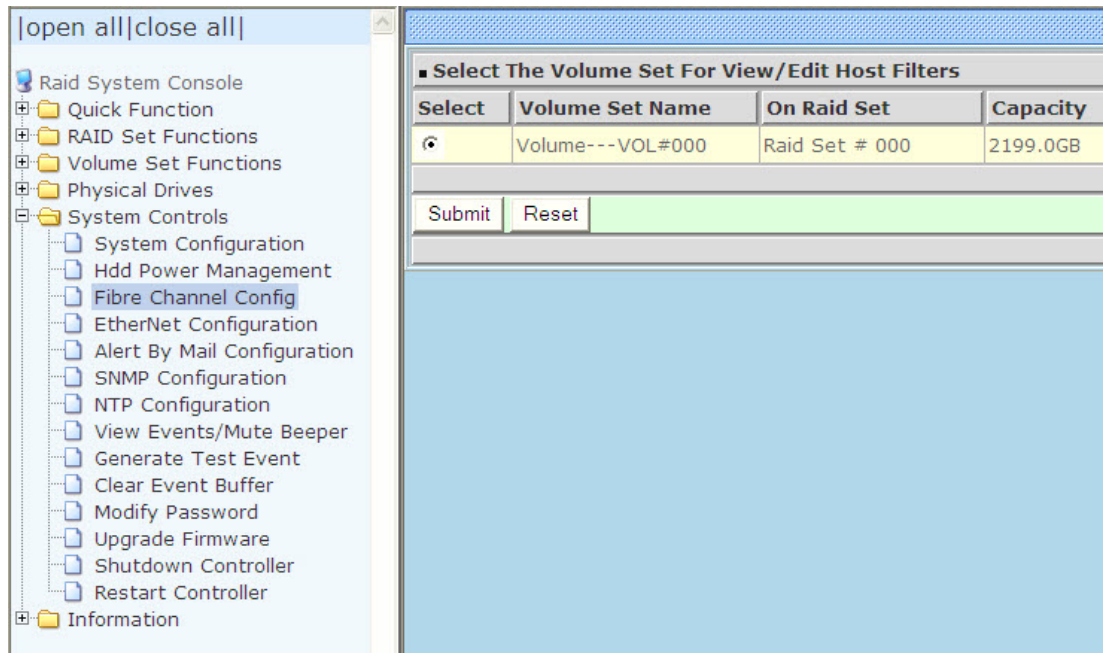 |open all|close all|
Raid System Console
Quick Function
RAID Set Functions
Volume Set Functions
Physical Drives
System Controls
System Configuration
Hdd Power Management
Fibre Channel Config
EtherNet Configuration
Alert By Mail Configuration
SNMP Configuration
NTP Configuration
View Events/Mute Beeper
Generate Test Event
Clear Event Buffer
Modify Password
Upgrade Firmware
Shutdown Controller
Restart Controller
Information
Select The Volume Set For View/Edit Host Filters
Select Volume Set Name On Raid Set Capacity
Volume---VOL#000 Raid Set # 000 2199.0GB
Submit Reset